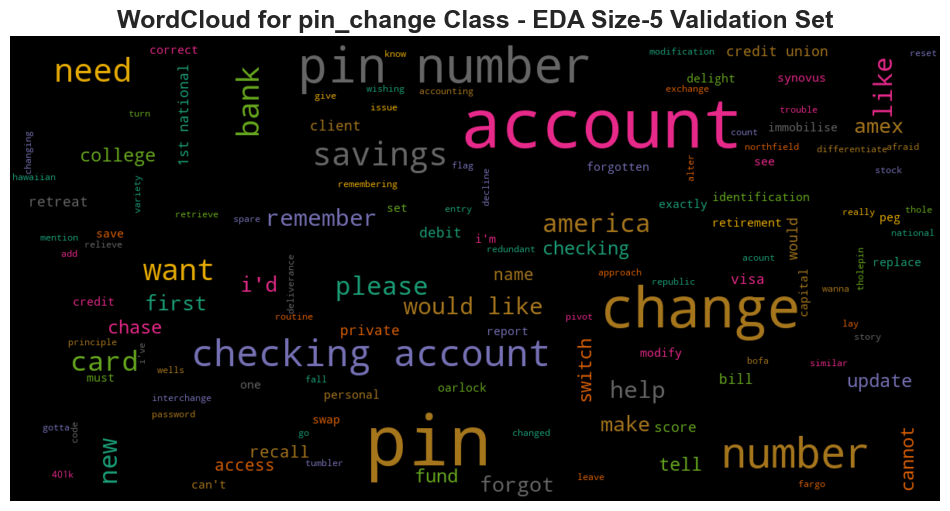 WordCloud for pin_change Class - EDA Size-5 Validation Set
need
correct
turn
1st national
bank
pin number
know
wishing
accounting
give
issue
client
modification
credit union
delight
exchange
synovus
trouble
like
immobilise
amex
account
count
changing
college
savings
flag
forgotten
alter
northfield
differentiate
afraid
see
stock
hawaiian
variety
remembering
decline
retreat
retrieve
spare
remember
set
entry
exactly
identification
retirement
really
peg
thole
national
mention
save
relieve
add
debit
i'm
redundant
america
checking
would
acount
replace
tholepin
want
i'd
deliverance
please
name
approach
republic
visa
capital
wanna
credit
first
chase
routine
private
would like
report
pivot
change
lay
story
principle
i've
card
must
wells
checking account
switch
modify
bofa
similar
interchange
one
fall
personal
oarlock
help
bill
update
password
swap
make
score
gotta
code
new
recall
go
pin
changed
number
cannot
401k
access
tumbler
can't
fund
forgot
leave
tell
fargo
reset